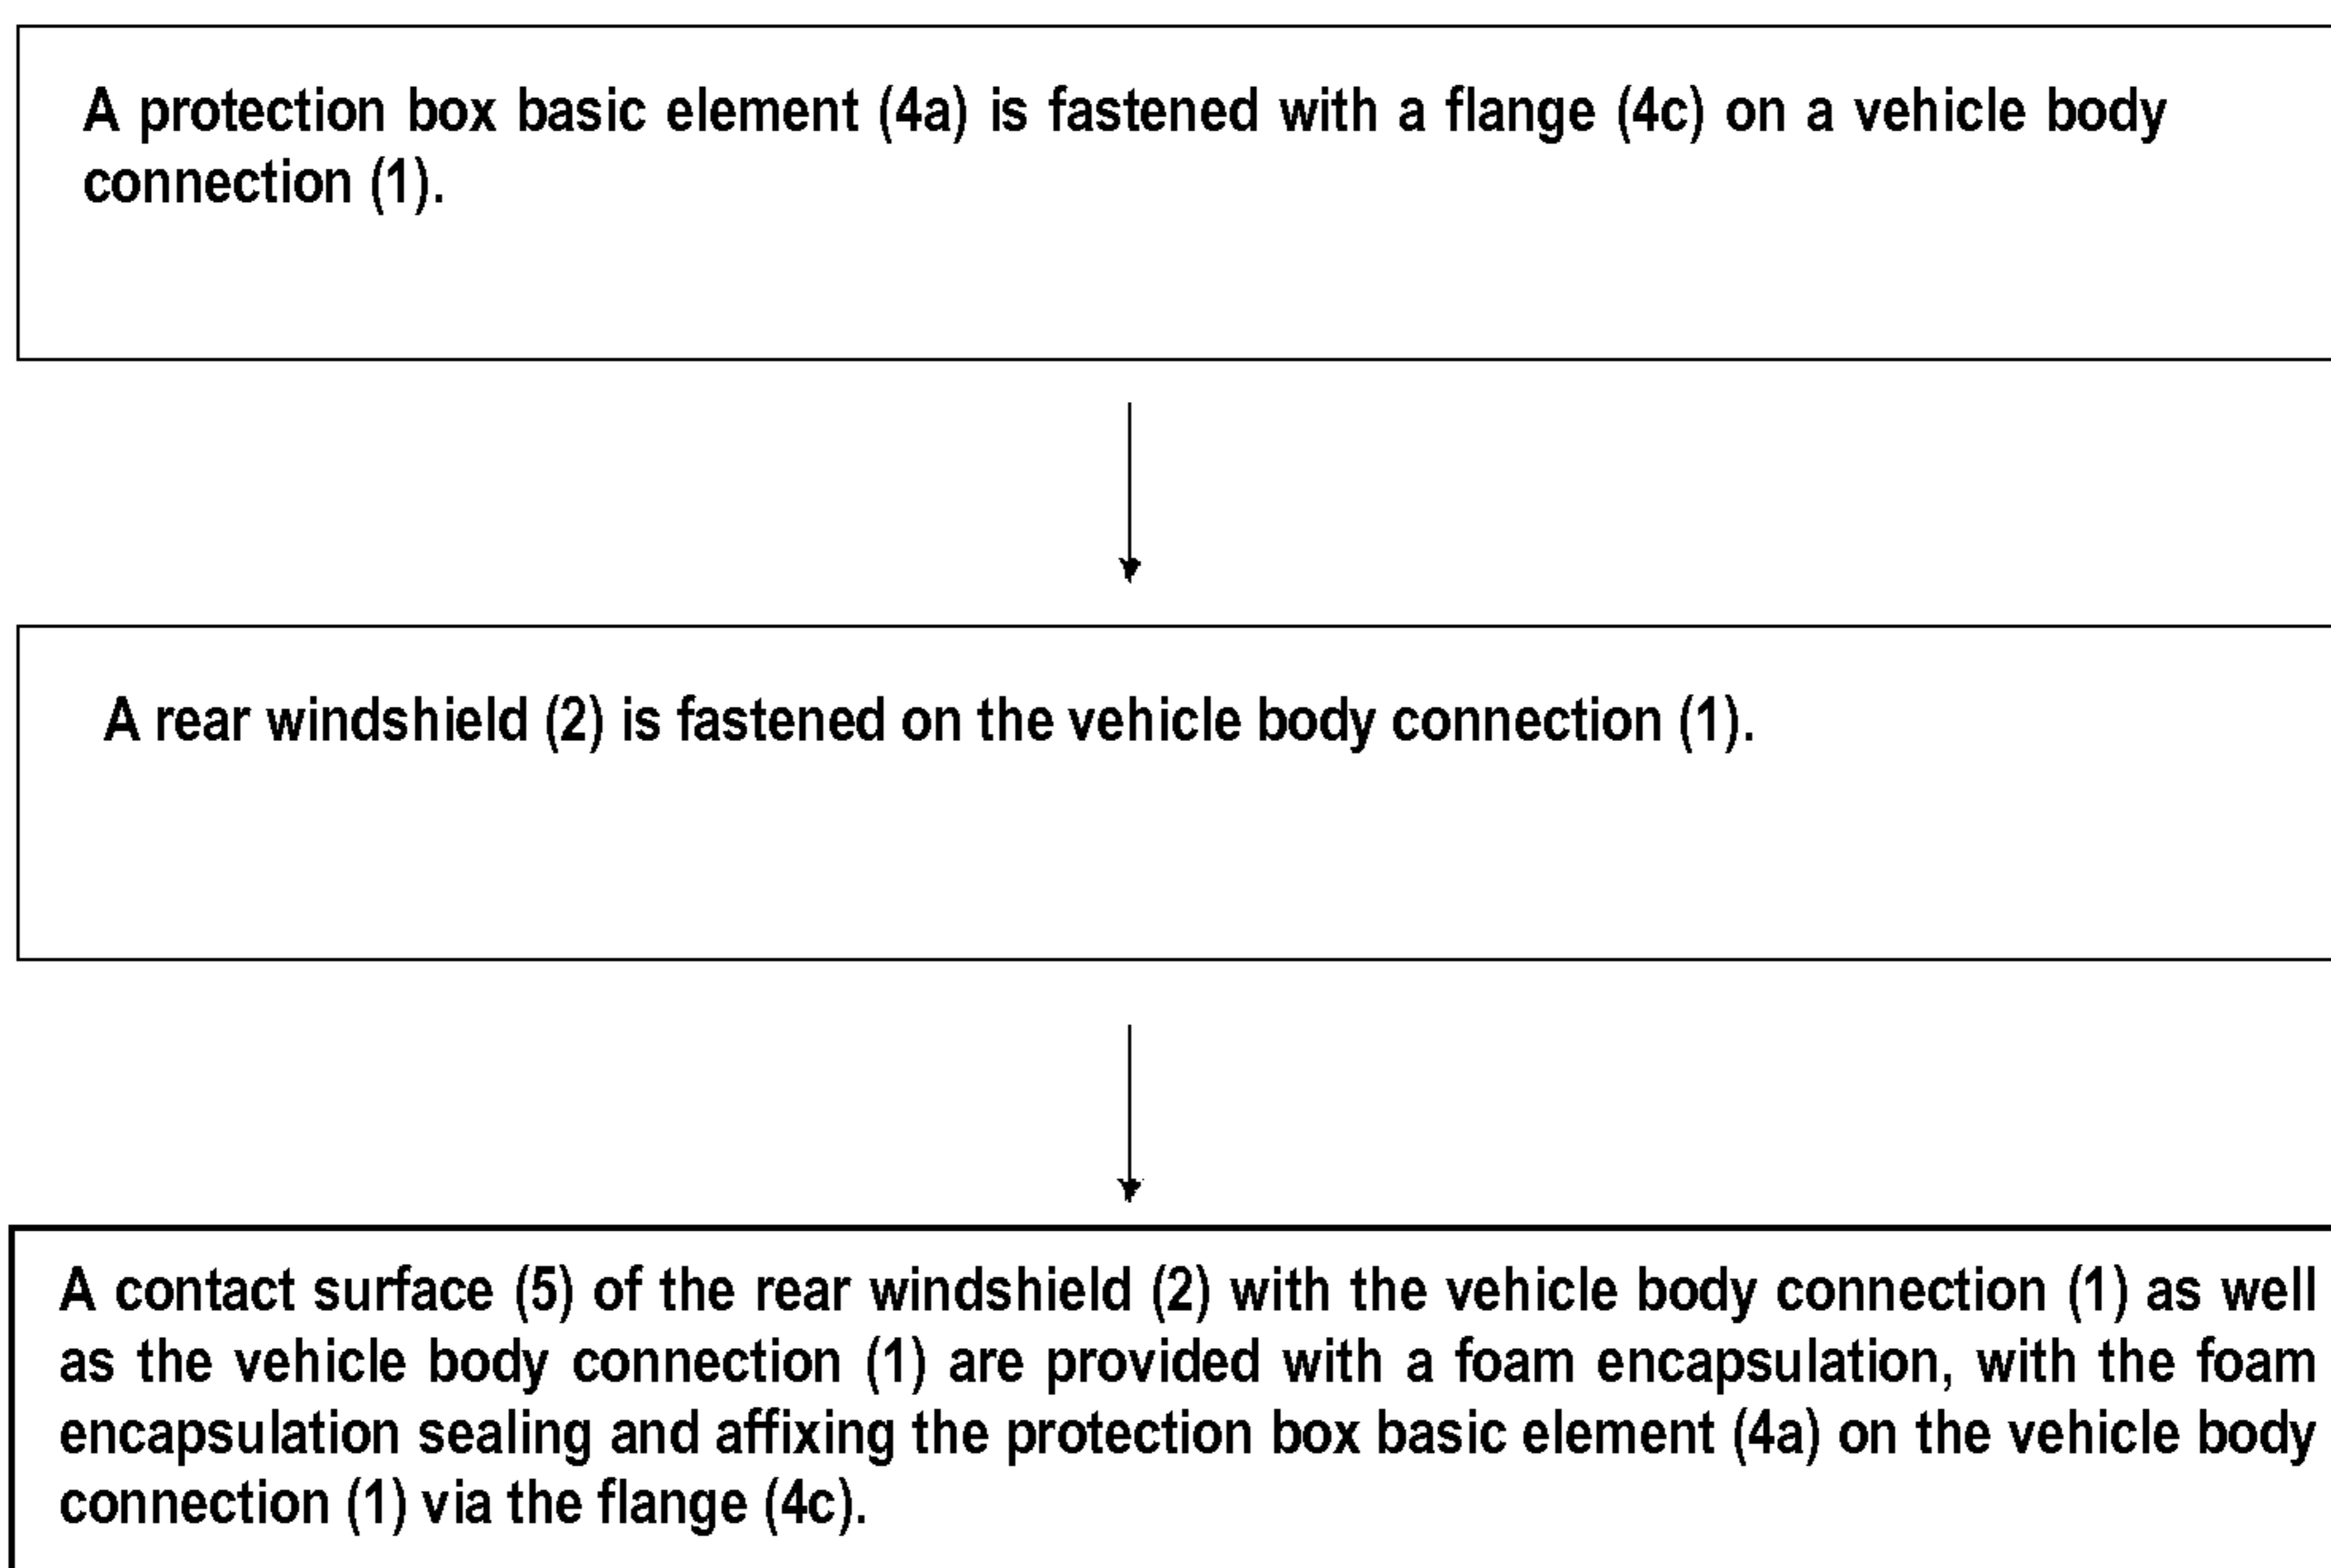 A protection box basic element (4a) is fastened with a flange (4c) on a vehicle body
connection (1).
A rear windshield (2) is fastened on the vehicle body connection (1).
A contact surface (5) of the rear windshield (2) with the vehicle body connection (1) as well
as the vehicle body connection (1) are provided with a foam encapsulation, with the foam
encapsulation sealing and affixing the protection box basic element (4a) on the vehicle body
connection (1) via the flange (4c).